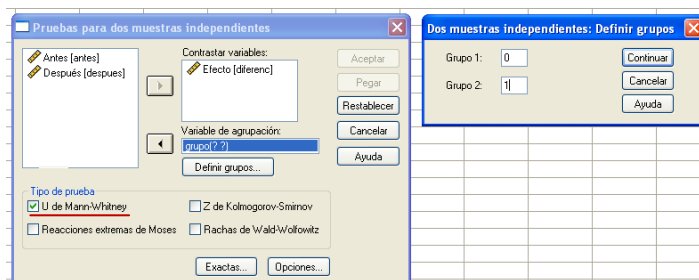 Pruebas para dos muestras independientes
Antes [antes]
Después [despues]
Contrastar variables:
Efecto [diferenc]
Variable de agrupación:
grupo(? ?)
Definir grupos...
Aceptar
Pegar
Restablecer
Cancelar
Ayuda
Tipo de prueba
U de Mann-Whitney
Z de Kolmogorov-Smirnov
Reacciones extremas de Moses
Rachas de Wald-Wolfowitz
Exactas...
Opciones...
Dos muestras independientes: Definir grupos
Grupo 1: 0
Grupo 2: 1
Continuar
Cancelar
Ayuda